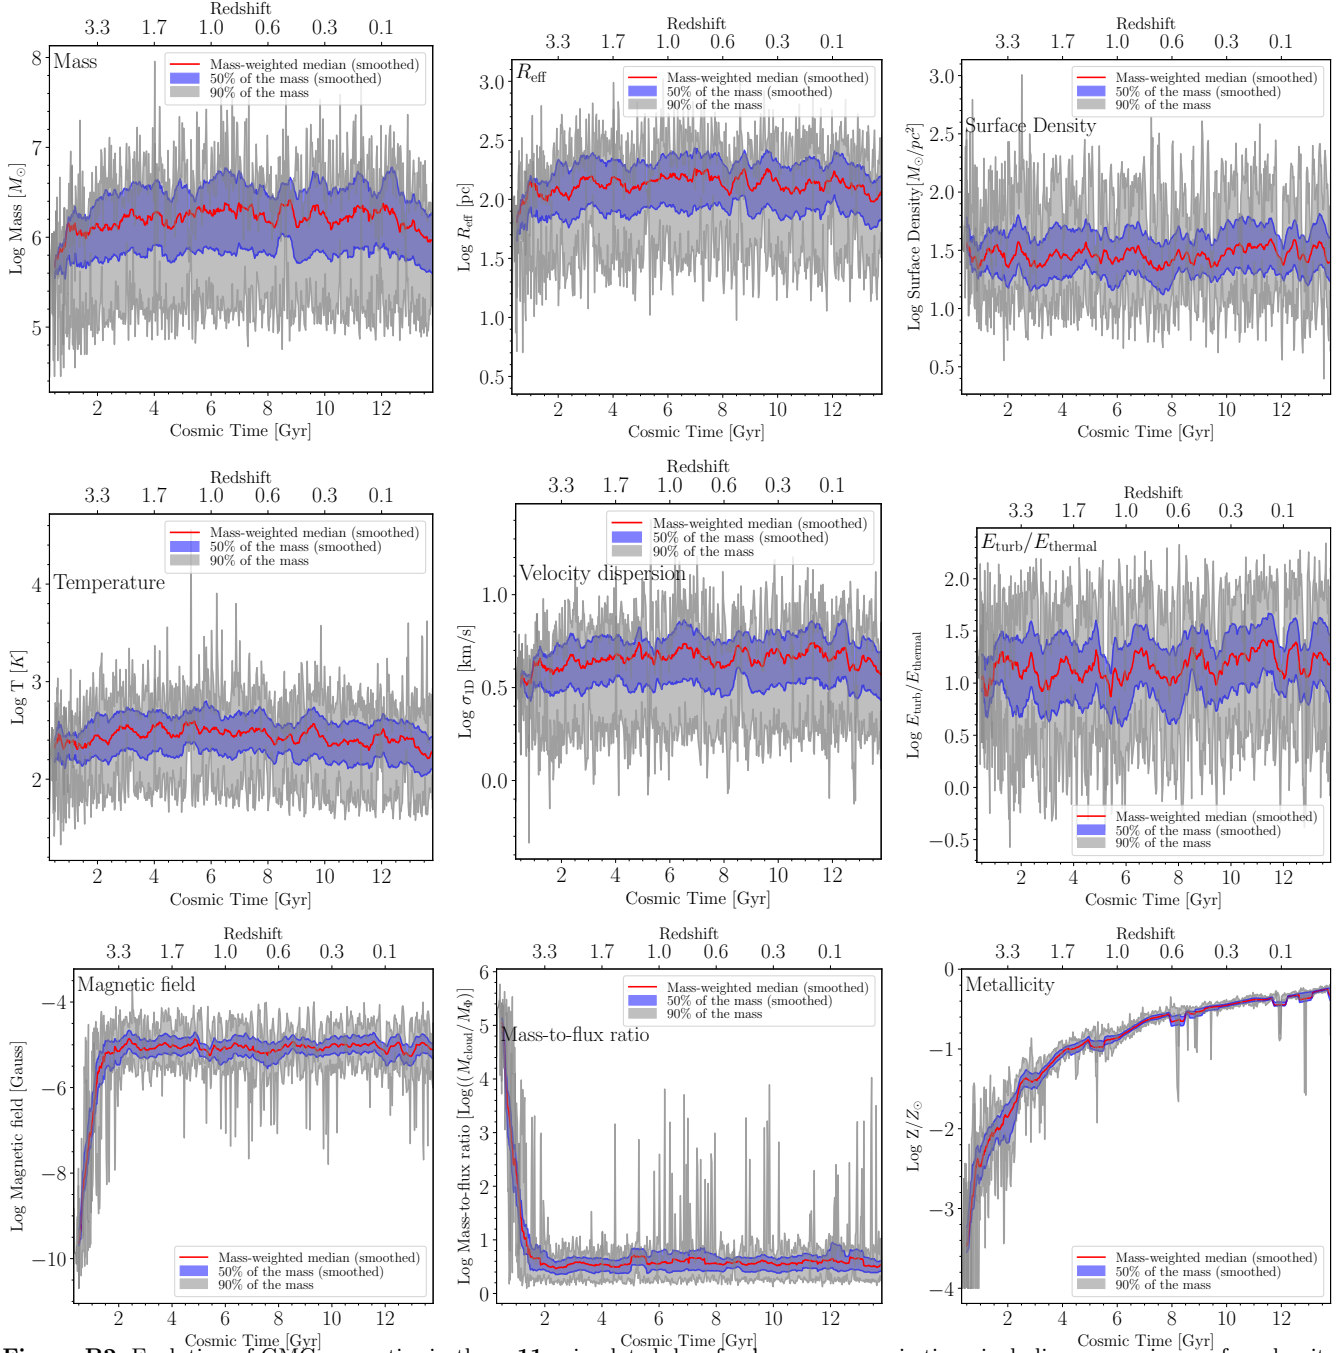 Redshift
3.3 1.7 1.0 0.6 0.3 0.1
Mass
Mass-weighted median (smoothed)
50% of the mass (smoothed)
90% of the mass
8
7
6
5
Log Mass [M⊙]
2 4 6 8 10 12
Cosmic Time [Gyr]
Redshift
3.3 1.7 1.0 0.6 0.3 0.1
R_eff
Mass-weighted median (smoothed)
50% of the mass (smoothed)
90% of the mass
3.0
2.5
2.0
1.5
1.0
0.5
Log R_eff [pc]
2 4 6 8 10 12
Cosmic Time [Gyr]
Redshift
3.3 1.7 1.0 0.6 0.3 0.1
Mass-weighted median (smoothed)
50% of the mass (smoothed)
90% of the mass
Surface Density
3.0
2.5
2.0
1.5
1.0
0.5
Log Surface Density[M⊙/pc²]
2 4 6 8 10 12
Cosmic Time [Gyr]
Redshift
3.3 1.7 1.0 0.6 0.3 0.1
Mass-weighted median (smoothed)
50% of the mass (smoothed)
90% of the mass
Temperature
4
3
2
Log T [K]
2 4 6 8 10 12
Cosmic Time [Gyr]
Redshift
3.3 1.7 1.0 0.6 0.3 0.1
Mass-weighted median (smoothed)
50% of the mass (smoothed)
90% of the mass
Velocity dispersion
1.0
0.5
0.0
Log σ_1D [km/s]
2 4 6 8 10 12
Cosmic Time [Gyr]
Redshift
3.3 1.7 1.0 0.6 0.3 0.1
E_turb/E_thermal
2.0
1.5
1.0
0.5
0.0
−0.5
Log E_turb/E_thermal
Mass-weighted median (smoothed)
50% of the mass (smoothed)
90% of the mass
2 4 6 8 10 12
Cosmic Time [Gyr]
Redshift
3.3 1.7 1.0 0.6 0.3 0.1
Magnetic field
−4
−6
−8
−10
Log Magnetic field [Gauss]
Mass-weighted median (smoothed)
50% of the mass (smoothed)
90% of the mass
2 4 6 8 10 12
Cosmic Time [Gyr]
Redshift
3.3 1.7 1.0 0.6 0.3 0.1
Mass-weighted median (smoothed)
50% of the mass (smoothed)
90% of the mass
Mass-to-flux ratio
6
5
4
3
2
1
0
Log Mass-to-flux ratio [Log((M_cloud/M_Φ)]
2 4 6 8 10 12
Cosmic Time [Gyr]
Redshift
3.3 1.7 1.0 0.6 0.3 0.1
Metallicity
0
−1
−2
−3
−4
Log Z/Z⊙
Mass-weighted median (smoothed)
50% of the mass (smoothed)
90% of the mass
2 4 6 8 10 12
Cosmic Time [Gyr]